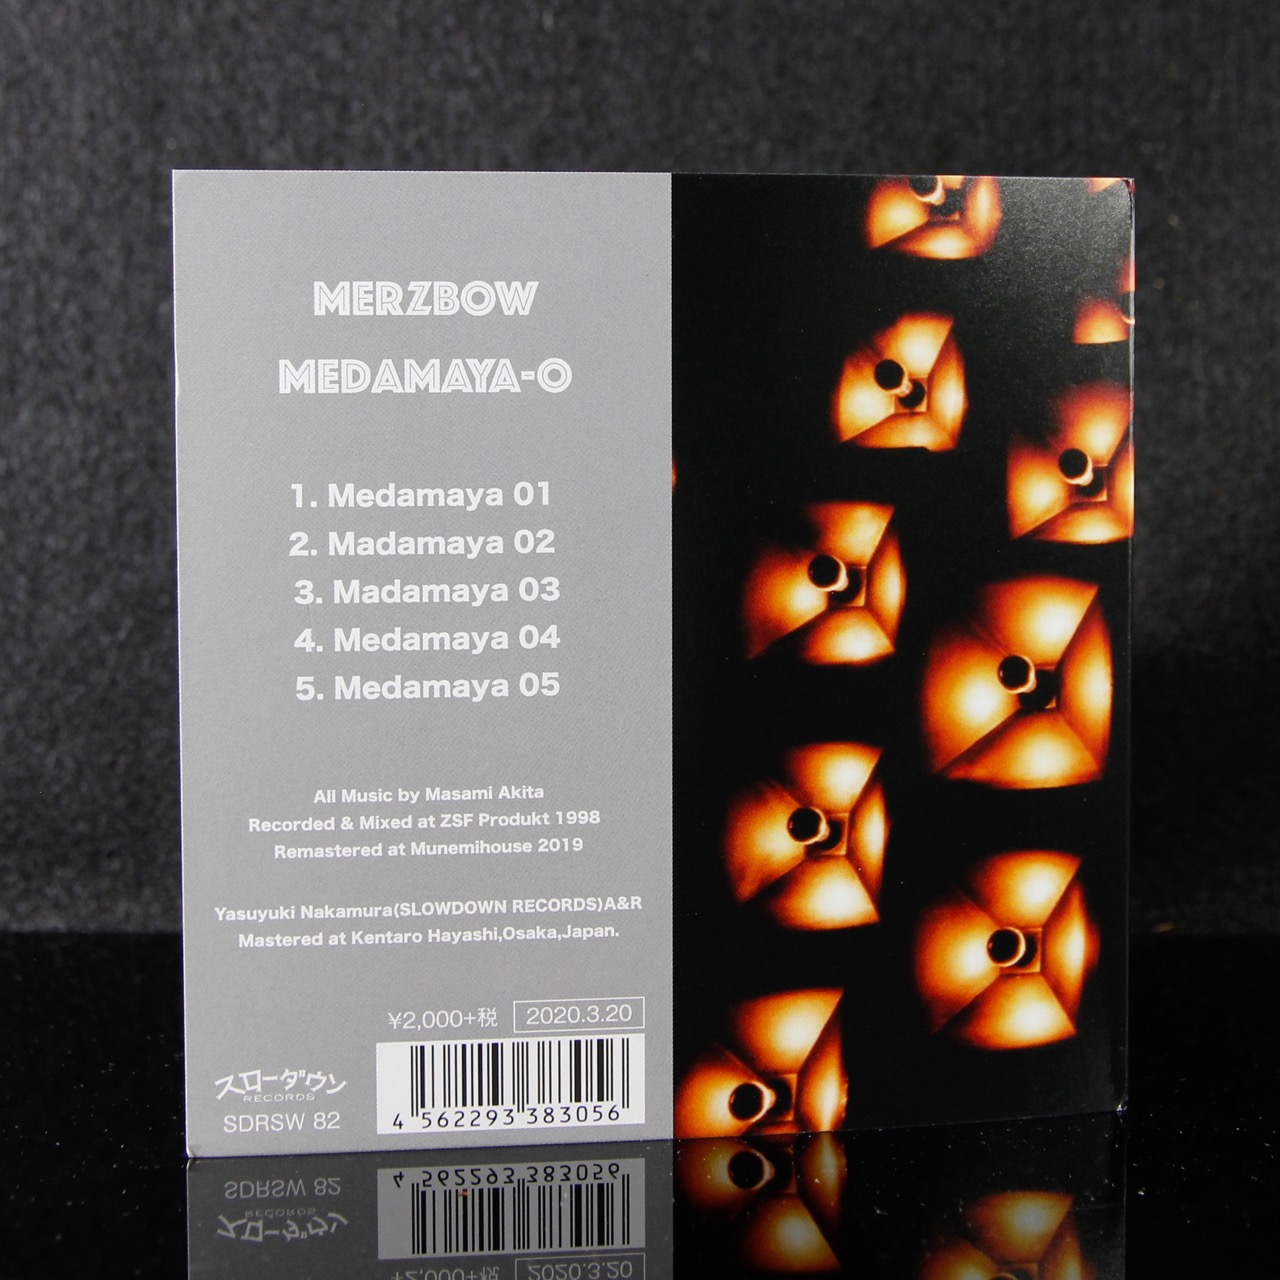 MERZBOW
MEDAMAYA-O
1. Medamaya 01
2. Madamaya 02
3. Madamaya 03
4. Medamaya 04
5. Medamaya 05
All Music by Masami Akita
Recorded & Mixed at ZSF Produkt 1998
Remastered at Munemihouse 2019
Yasuyuki Nakamura(SLOWDOWN RECORDS)A&R
Mastered at Kentaro Hayashi,Osaka,Japan.
¥2,000+税 2020.3.20
スローダウン
RECORDS
SDRSW 82
4 562293 383056